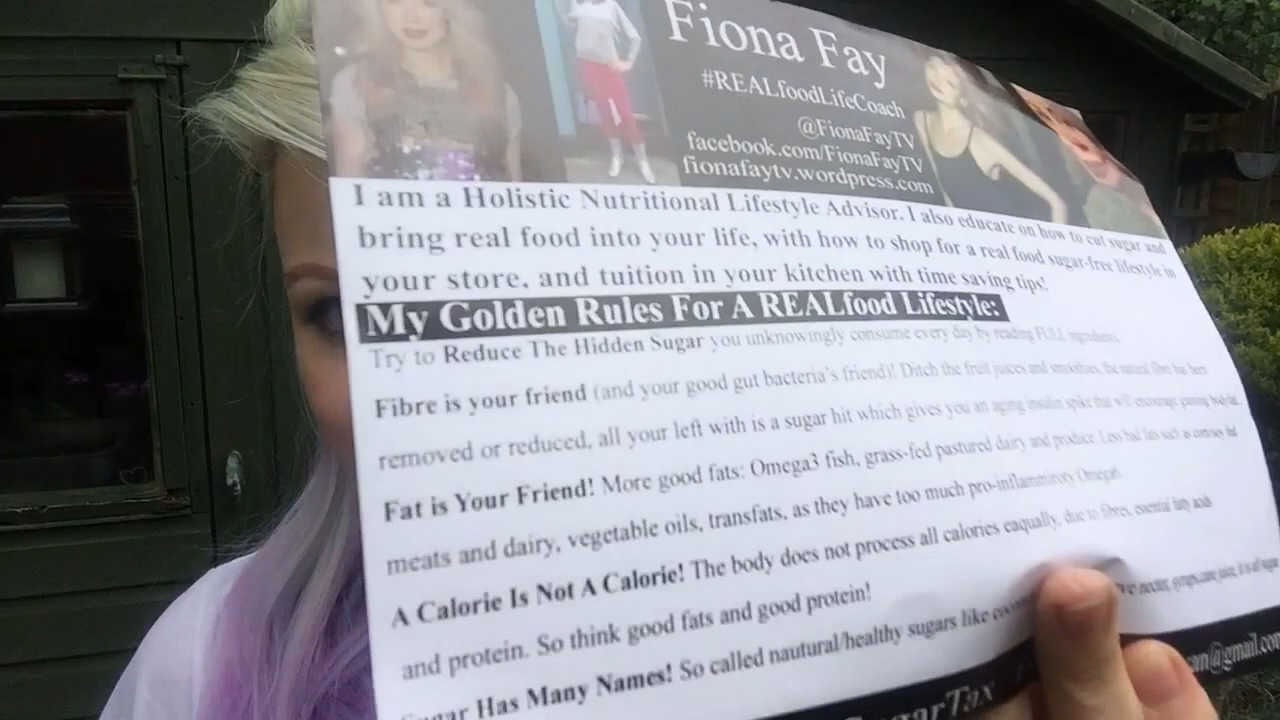 Fiona Fay
#REALfoodLifeCoach
@FionaFayTV
facebook.com/FionaFayTV
fionafaytv.wordpress.com
I am a Holistic Nutritional Lifestyle Advisor. I also educate on how to cut sugar and
bring real food into your life, with how to shop for a real food sugar-free lifestyle in
your store, and tuition in your kitchen with time saving tips!
My Golden Rules For A REALfood Lifestyle:
Try to Reduce The Hidden Sugar you unknowingly consume every day by reading FULL ingredients.
Fibre is your friend (and your good gut bacteria's friend)! Ditch the fruit juices and smoothies, the natural fibre has been
removed or reduced, all your left with is a sugar hit which gives you an aging insulin spike that will encourage
Fat is Your Friend! More good fats: Omega3 fish, grass-fed pastured dairy and produce. Less bad fats such as
meats and dairy, vegetable oils, transfats, as they have too much pro-inflammitroty Omega6.
A Calorie Is Not A Calorie! The body does not process all calories eaqually, due to fibres, essential fatty acids
and protein. So think good fats and good protein!
Has Many Names! So called nautural/healthy sugars like juice, it is all sugar
@gmail.com